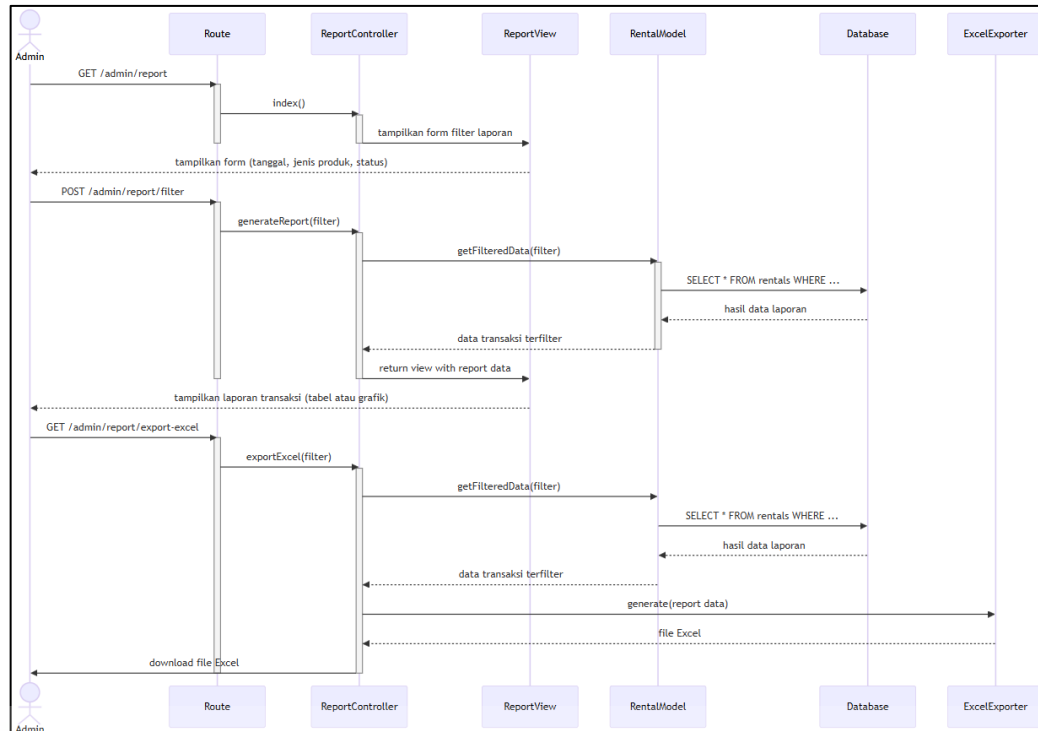 Admin
Route
ReportController
ReportView
RentalModel
Database
ExcelExporter
GET /admin/report
index()
tampilkan form filter laporan
tampilkan form (tanggal, jenis produk, status)
POST /admin/report/filter
generateReport(filter)
getFilteredData(filter)
SELECT * FROM rentals WHERE ...
hasil data laporan
data transaksi terfilter
return view with report data
tampilkan laporan transaksi (tabel atau grafik)
GET /admin/report/export-excel
exportExcel(filter)
getFilteredData(filter)
SELECT * FROM rentals WHERE ...
hasil data laporan
data transaksi terfilter
generate(report data)
file Excel
download file Excel
Route
ReportController
ReportView
RentalModel
Database
ExcelExporter
Admin